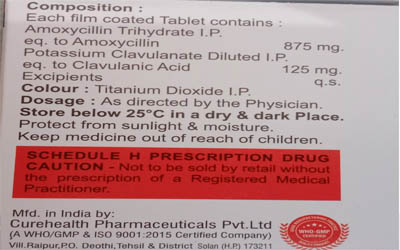 Composition :
Each film coated Tablet contains :
Amoxycillin Trihydrate I.P.
eq. to Amoxycillin 875 mg.
Potassium Clavulanate Diluted I.P.
eq. to Clavulanic Acid 125 mg.
Excipients q.s.
Colour : Titanium Dioxide I.P.
Dosage : As directed by the Physician.
Store below 25°C in a dry & dark Place.
Protect from sunlight & moisture.
Keep medicine out of reach of children.
SCHEDULE H PRESCRIPTION DRUG
CAUTION - Not to be sold by retail without
the prescription of a Registered Medical
Practitioner.
Mfd. in India by:
Curehealth Pharmaceuticals Pvt.Ltd
(A WHO/GMP & ISO 9001:2015 Certified Company)
Vill.Raipur,P.O. Deothi,Tehsil & District Solan (H.P.) 173211
WHO-GMP
CERTIFIED